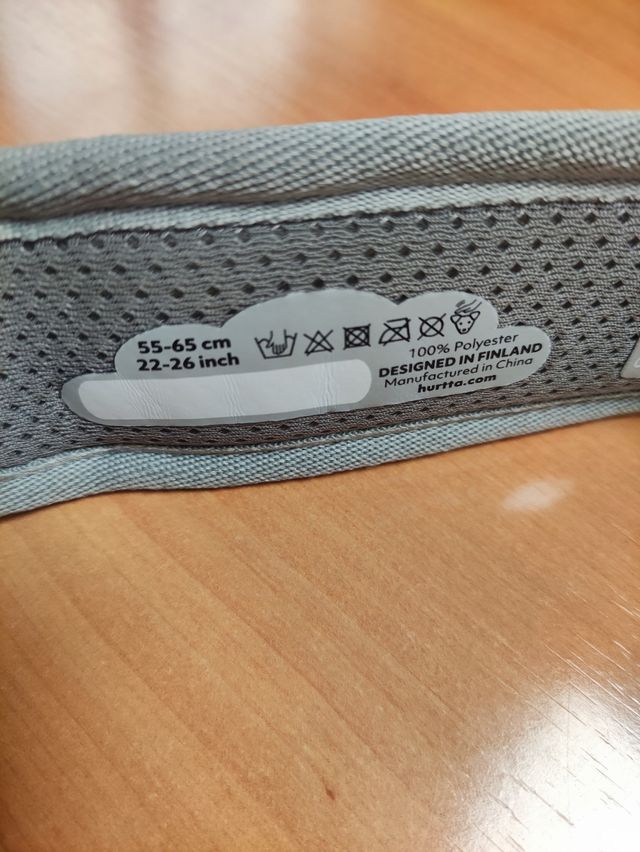 55-65 cm
22-26 inch
100% Polyester
DESIGNED IN FINLAND
Manufactured in China
hurtta.com